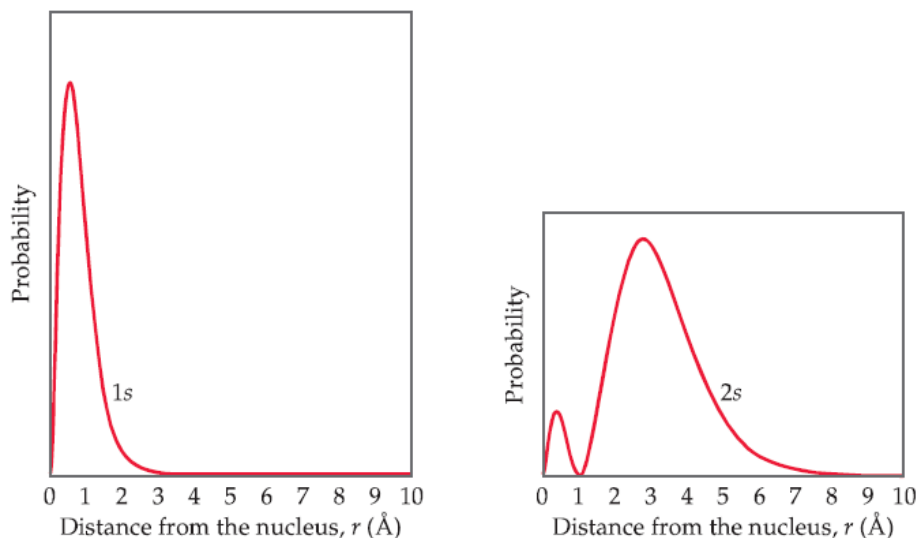 Probability
1s
0 1 2 3 4 5 6 7 8 9 10
Distance from the nucleus, r (Å)
Probability
2s
0 1 2 3 4 5 6 7 8 9 10
Distance from the nucleus, r (Å)